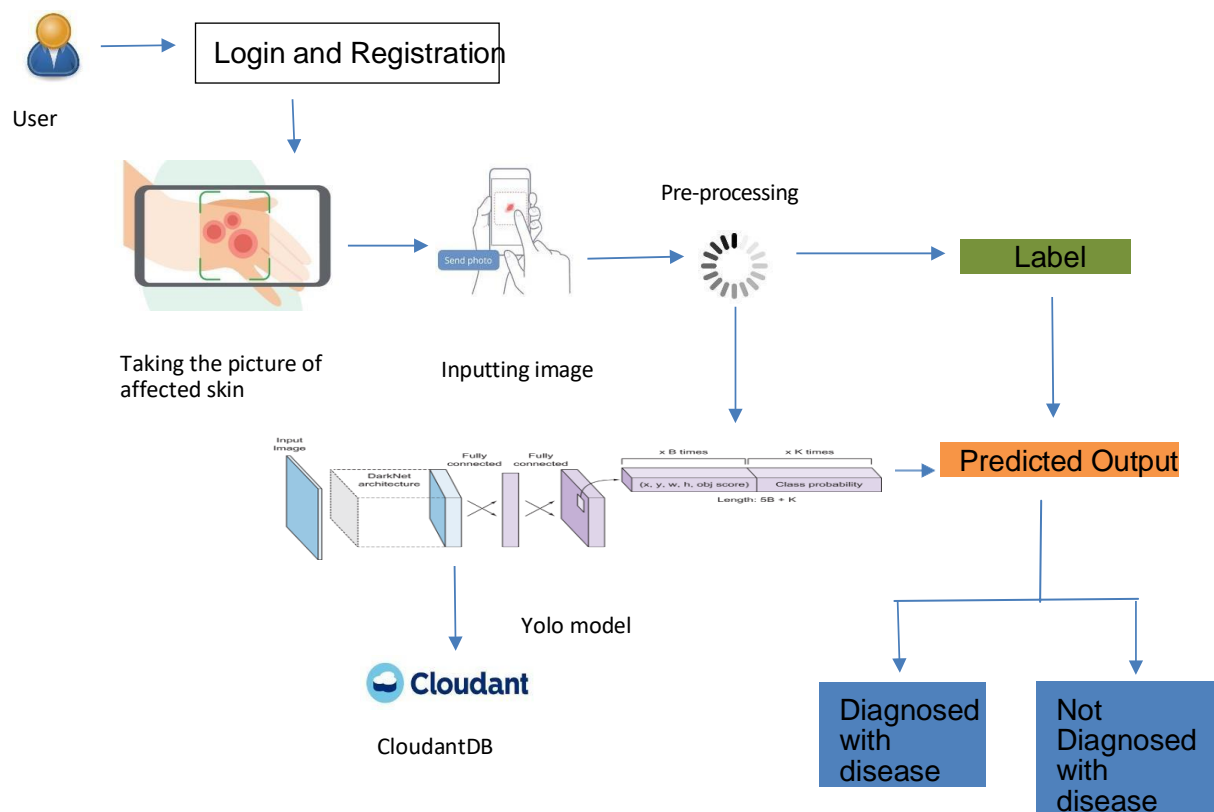 Login and Registration
User
Pre-processing
Send photo
Label
Taking the picture of
affected skin
Inputting image
Input
Image
DarkNet
architecture
Fully
connected
Fully
connected
x B times
x K times
(x, y, w, h, obj score)
Class probability
Length: 5B + K
Predicted Output
Yolo model
Cloudant
CloudantDB
Diagnosed
with
disease
Not
Diagnosed
with
disease